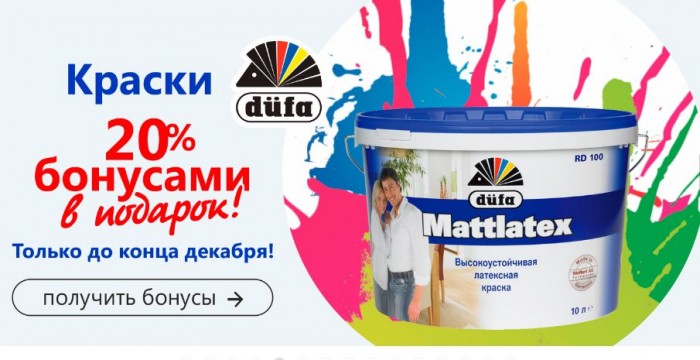 Краски
düfa
20%
бонусами
в подарок!
Только до конца декабря!
получить бонусы →
RD 100
düfa
Mattlatex
Высокоустойчивая
латексная
краска
10 л